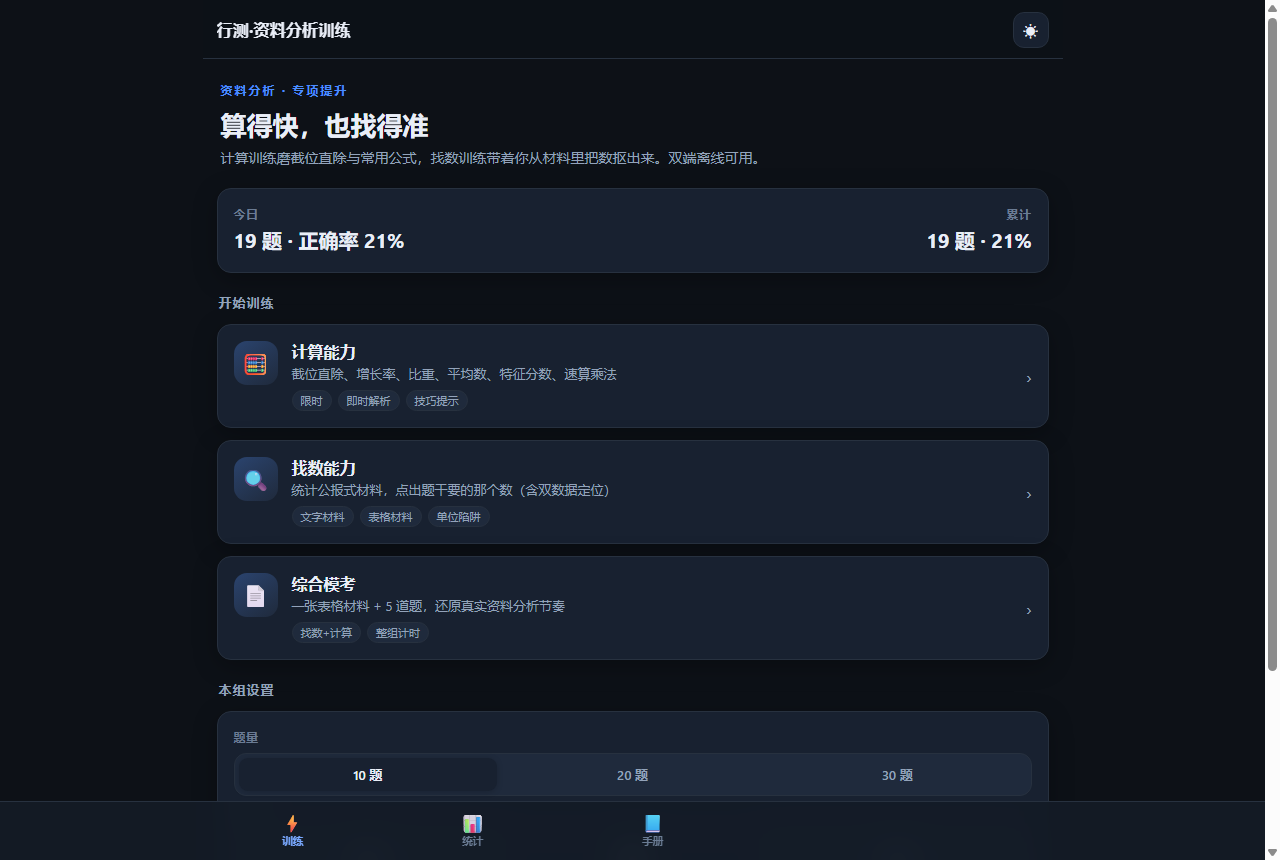 行测·资料分析训练
资料分析 · 专项提升
算得快，也找得准
计算训练磨截位直除与常用公式，找数训练带着你从材料里把数抠出来。双端离线可用。
今日
累计
19 题 · 正确率 21%
19 题 · 21%
开始训练
计算能力
截位直除、增长率、比重、平均数、特征分数、速算乘法
限时
即时解析
技巧提示
找数能力
统计公报式材料，点出题干要的那个数（含双数据定位）
文字材料
表格材料
单位陷阱
综合模考
一张表格材料 + 5 道题，还原真实资料分析节奏
找数+计算
整组计时
本组设置
题量
10 题
20 题
30 题
训练
统计
手册